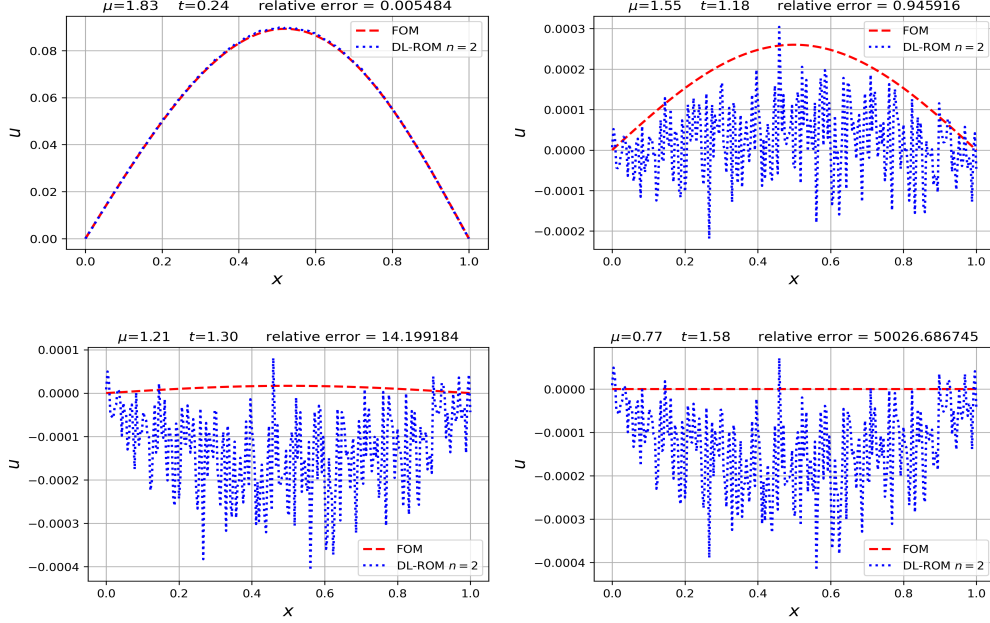 μ=1.83 t=0.24 relative error = 0.005484
FOM
DL-ROM n = 2
u
0.08
0.06
0.04
0.02
0.00
0.0 0.2 0.4 0.6 0.8 1.0
x
μ=1.55 t=1.18 relative error = 0.945916
FOM
DL-ROM n = 2
u
0.0003
0.0002
0.0001
0.0000
−0.0001
−0.0002
0.0 0.2 0.4 0.6 0.8 1.0
x
μ=1.21 t=1.30 relative error = 14.199184
u
0.0001
0.0000
−0.0001
−0.0002
−0.0003
−0.0004
FOM
DL-ROM n = 2
0.0 0.2 0.4 0.6 0.8 1.0
x
μ=0.77 t=1.58 relative error = 50026.686745
u
0.0000
−0.0001
−0.0002
−0.0003
−0.0004
FOM
DL-ROM n = 2
0.0 0.2 0.4 0.6 0.8 1.0
x